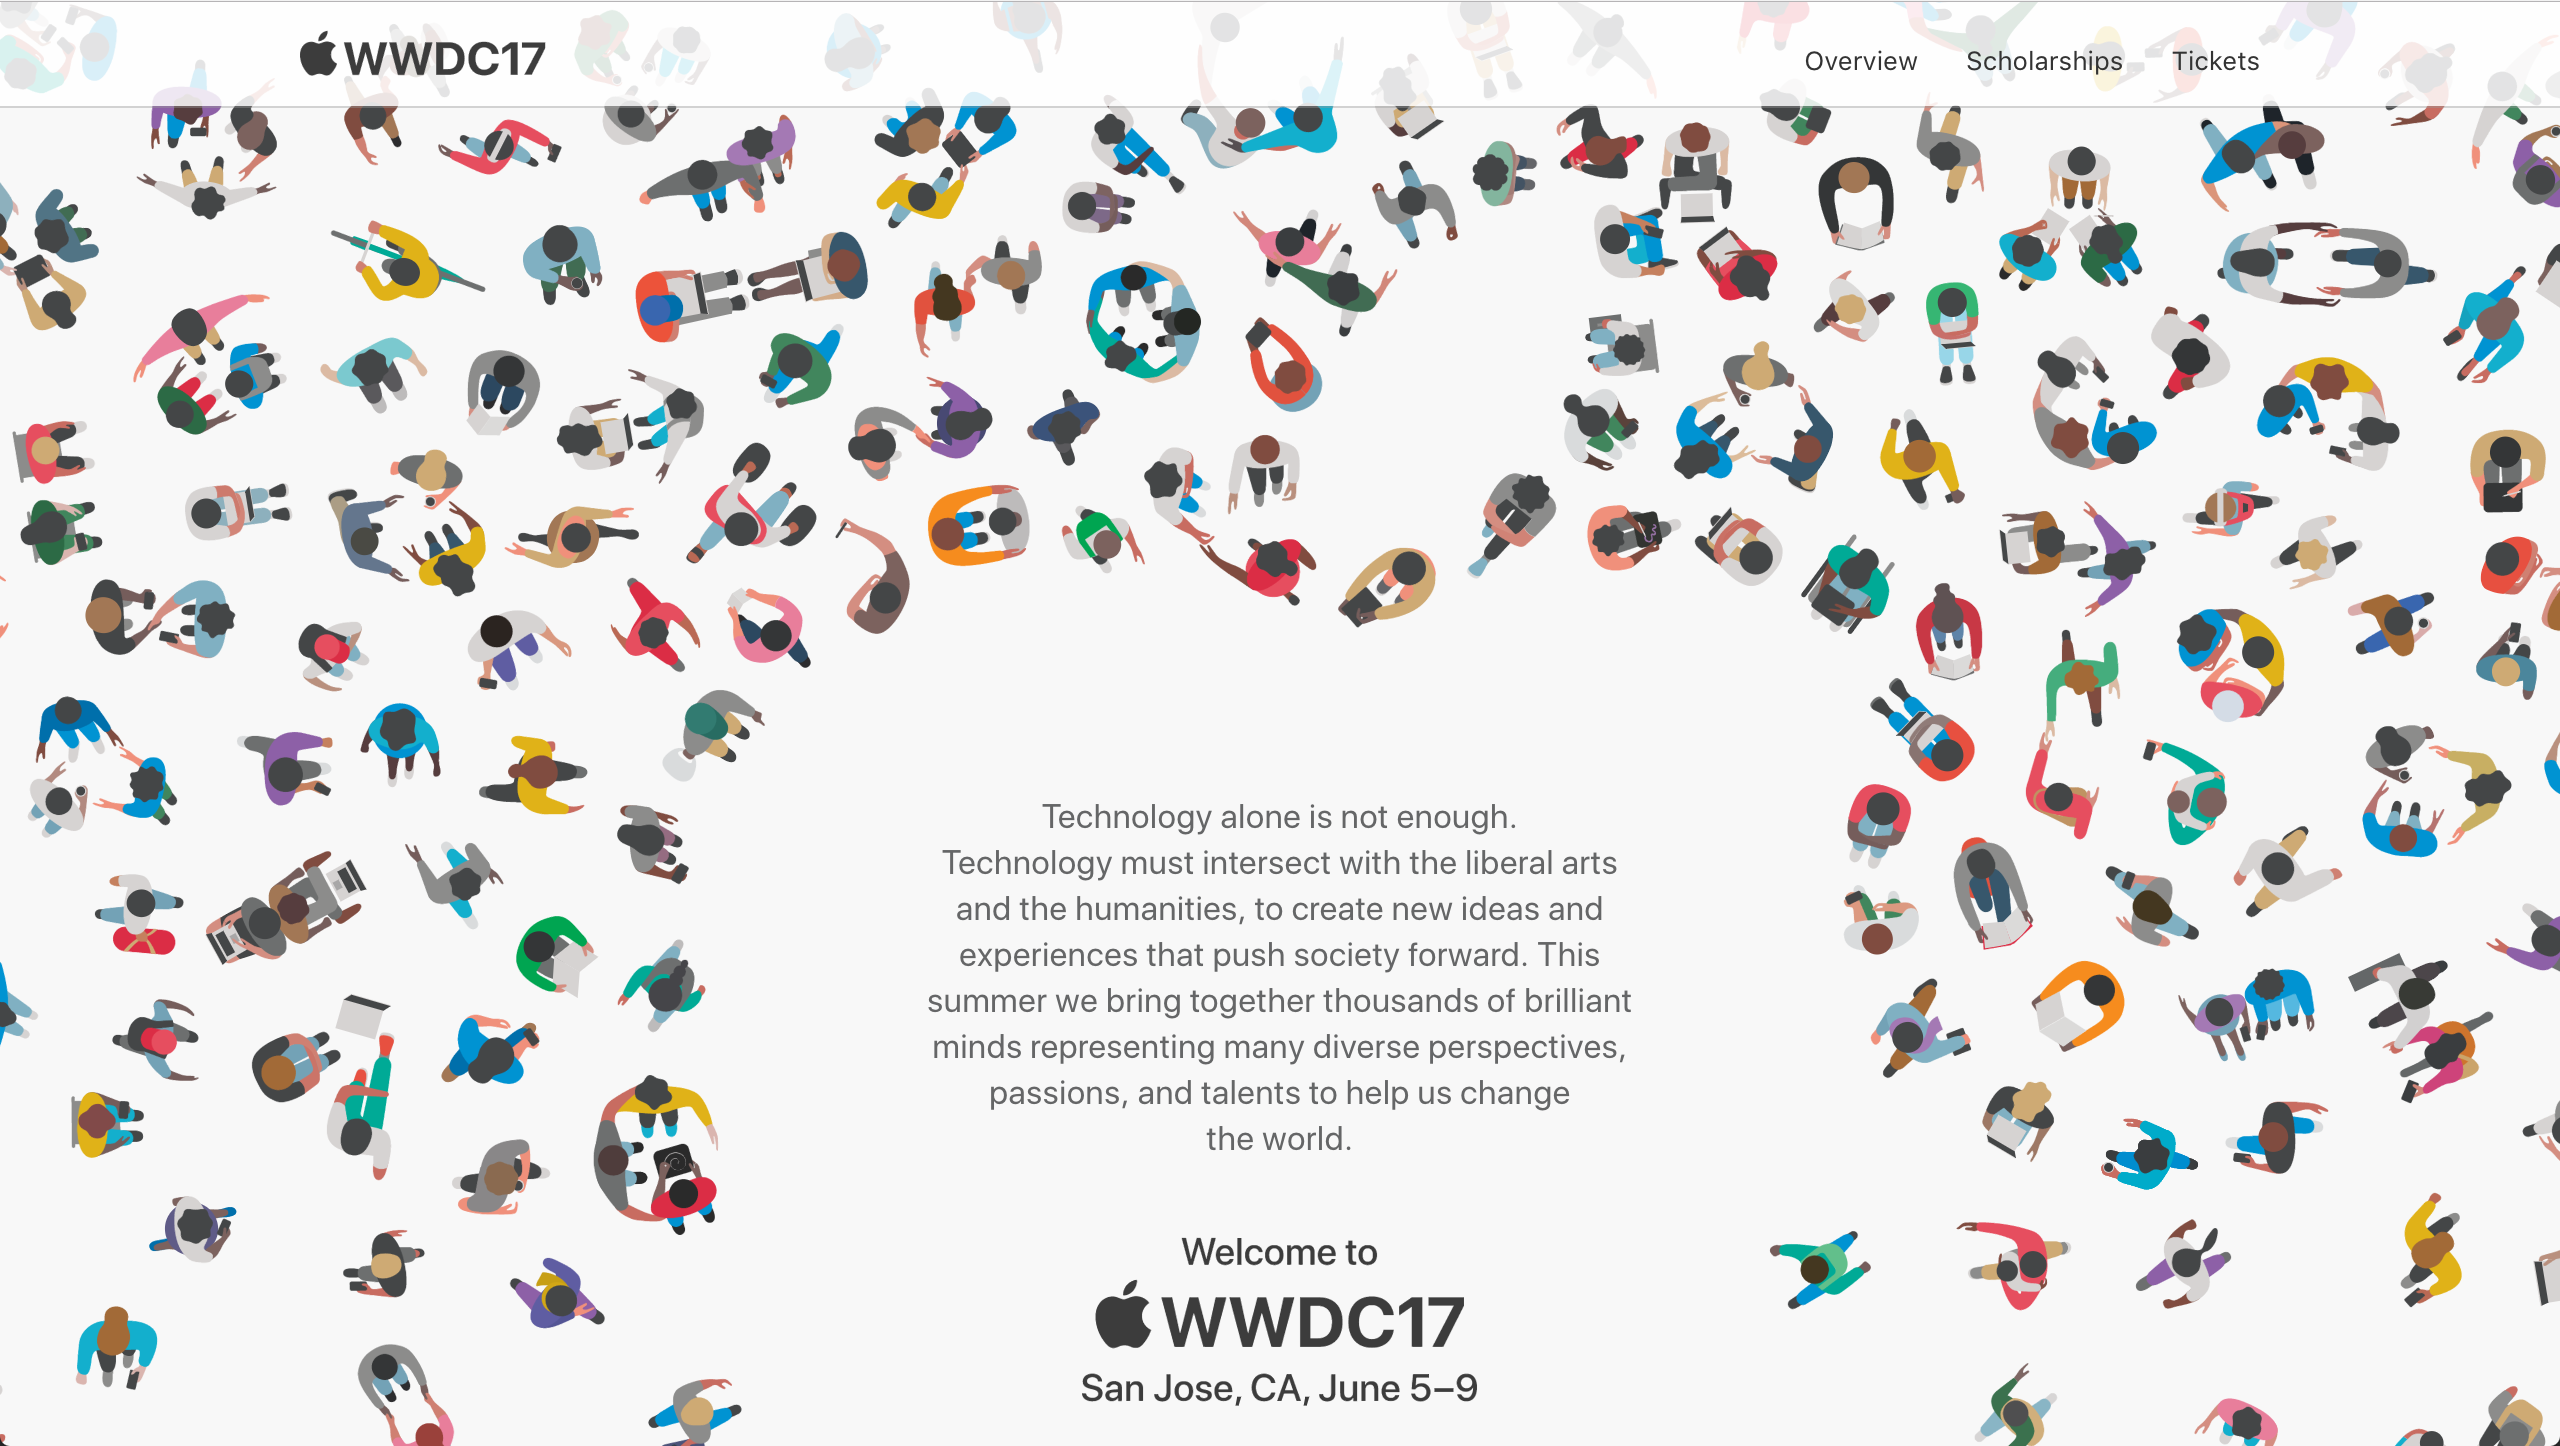 WWDC17
Overview Scholarships Tickets
Technology alone is not enough.
Technology must intersect with the liberal arts
and the humanities, to create new ideas and
experiences that push society forward. This
summer we bring together thousands of brilliant
minds representing many diverse perspectives,
passions, and talents to help us change
the world.
Welcome to
WWDC17
San Jose, CA, June 5–9